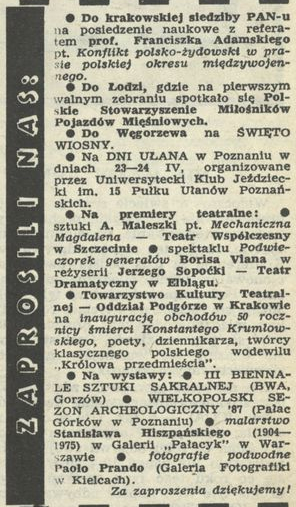 ZAPROSILI NAS:
● Do krakowskiej siedziby PAN-u
na posiedzenie naukowe z refera-
tem prof. Franciszka Adamskiego
pt. Konflikt polsko-żydowski w pra-
sie polskiej okresu międzywojen-
nego.
● Do Łodzi, gdzie na pierwszym
walnym zebraniu spotkało się Pol-
skie Stowarzyszenie Miłośników
Pojazdów Mięśniowych.
● Do Węgorzewa na ŚWIĘTO
WIOSNY.
● Na DNI UŁANA w Poznaniu w
dniach 23—24 IV, organizowane
przez Uniwersytecki Klub Jeździec-
ki im. 15 Pułku Ułanów Poznań-
skich.
● Na premiery teatralne: ●
sztuki A. Maleszki pt. Mechaniczna
Magdalena — Teatr Współczesny
w Szczecinie ● spektaklu Podwie-
czorek generałów Borisa Viana w
reżyserii Jerzego Sopoćki — Teatr
Dramatyczny w Elblągu.
● Towarzystwo Kultury Teatral-
nej — Oddział Podgórze w Krakowie
na inaugurację obchodów 50 rocz-
nicy śmierci Konstantego Krumlow-
skiego, poety, dziennikarza, twórcy
klasycznego polskiego wodewilu
„Królowa przedmieścia".
● Na wystawy: ● III BIENNA-
LE SZTUKI SAKRALNEJ (BWA,
Gorzów) ● WIELKOPOLSKI SE-
ZON ARCHEOLOGICZNY '87 (Pałac
Górków w Poznaniu) ● malarstwo
Stanisława Hiszpańskiego (1904—
1975) w Galerii „Pałacyk" w War-
szawie ● fotografie podwodne
Paolo Prando (Galeria Fotografiki
w Kielcach).
Za zaproszenia dziękujemy!